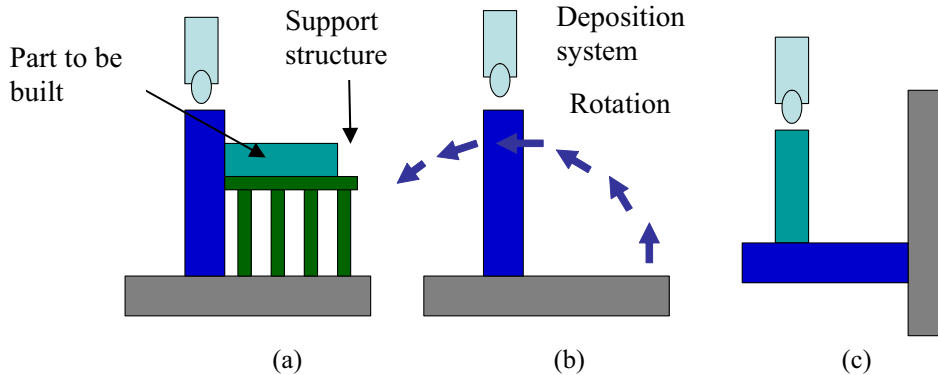 Part to be
built
Support
structure
Deposition
system
Rotation
(a)
(b)
(c)